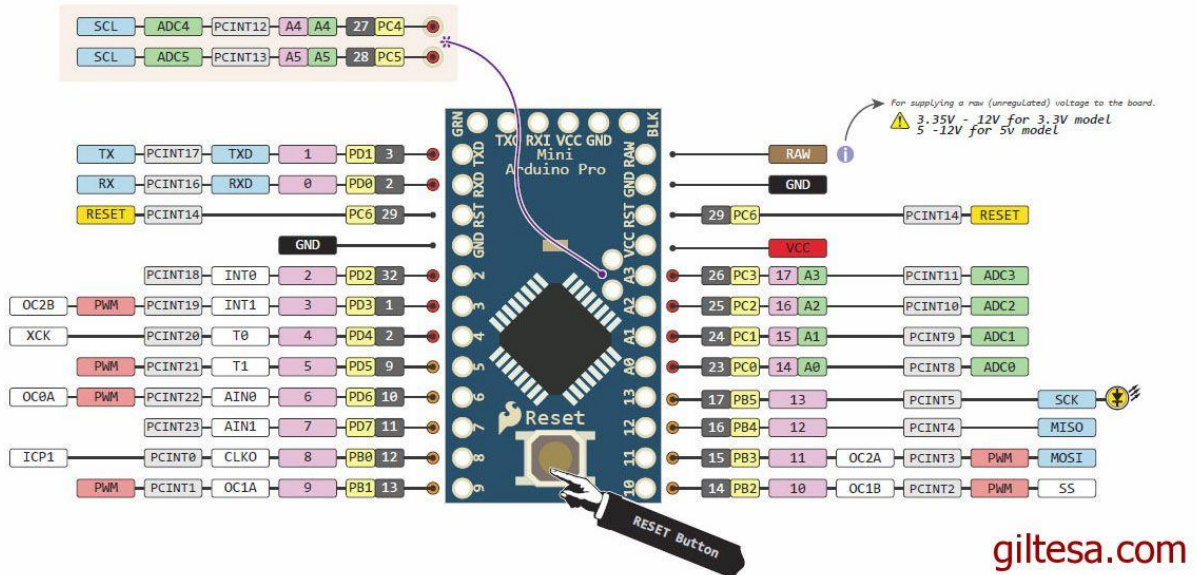 SCL ADC4 PCINT12 A4 A4 27 PC4
SCL ADC5 PCINT13 A5 A5 28 PC5
For supplying a raw (unregulated) voltage to the board.
3.35V - 12V for 3.3V model
5 -12V for 5v model
GRN TXO RXI VCC GND BLK
Mini
Arduino Pro
TX PCINT17 TXD 1 PD1 3 TXD RAW RAW i
RX PCINT16 RXD 0 PD0 2 RXD GND GND
RESET PCINT14 PC6 29 RST RST 29 PC6 PCINT14 RESET
GND GND VCC VCC
PCINT18 INT0 2 PD2 32 2 A3 26 PC3 17 A3 PCINT11 ADC3
OC2B PWM PCINT19 INT1 3 PD3 1 3 A2 25 PC2 16 A2 PCINT10 ADC2
XCK PCINT20 T0 4 PD4 2 4 A1 24 PC1 15 A1 PCINT9 ADC1
PWM PCINT21 T1 5 PD5 9 5 A0 23 PC0 14 A0 PCINT8 ADC0
OC0A PWM PCINT22 AIN0 6 PD6 10 6 13 17 PB5 13 PCINT5 SCK
PCINT23 AIN1 7 PD7 11 7 12 16 PB4 12 PCINT4 MISO
Reset
ICP1 PCINT0 CLKO 8 PB0 12 8 11 15 PB3 11 OC2A PCINT3 PWM MOSI
PWM PCINT1 OC1A 9 PB1 13 9 10 14 PB2 10 OC1B PCINT2 PWM SS
RESET Button
giltesa.com